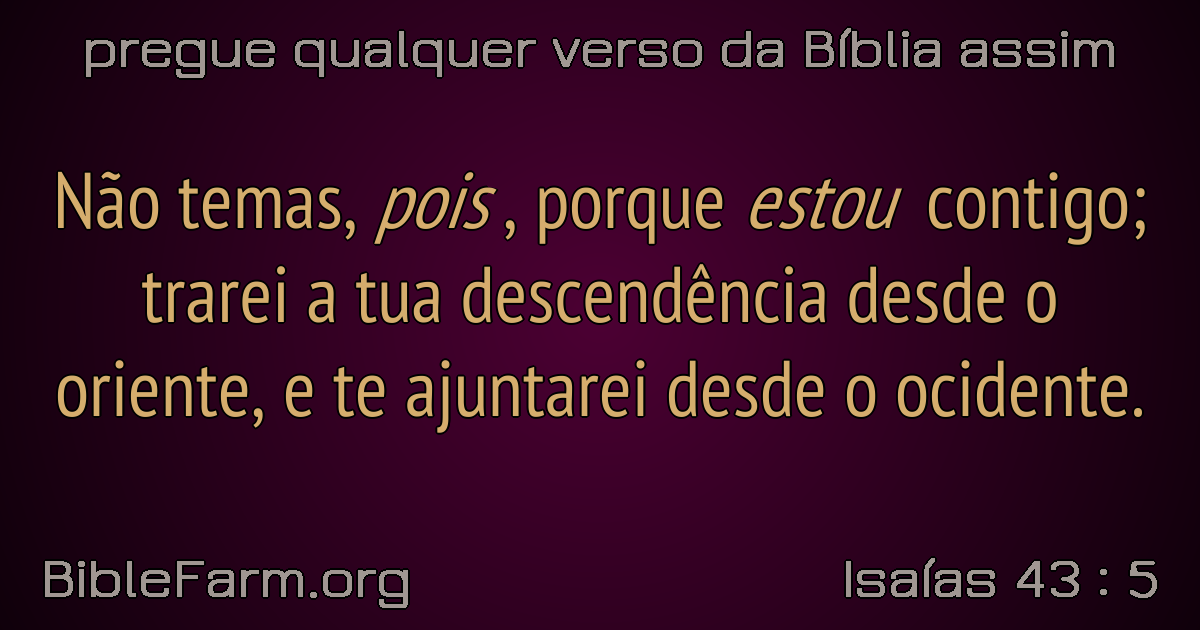 pregue qualquer verso da Bíblia assim
Não temas, pois , porque estou contigo;
trarei a tua descendência desde o
oriente, e te ajuntarei desde o ocidente.
BibleFarm.org
Isaías 43 : 5